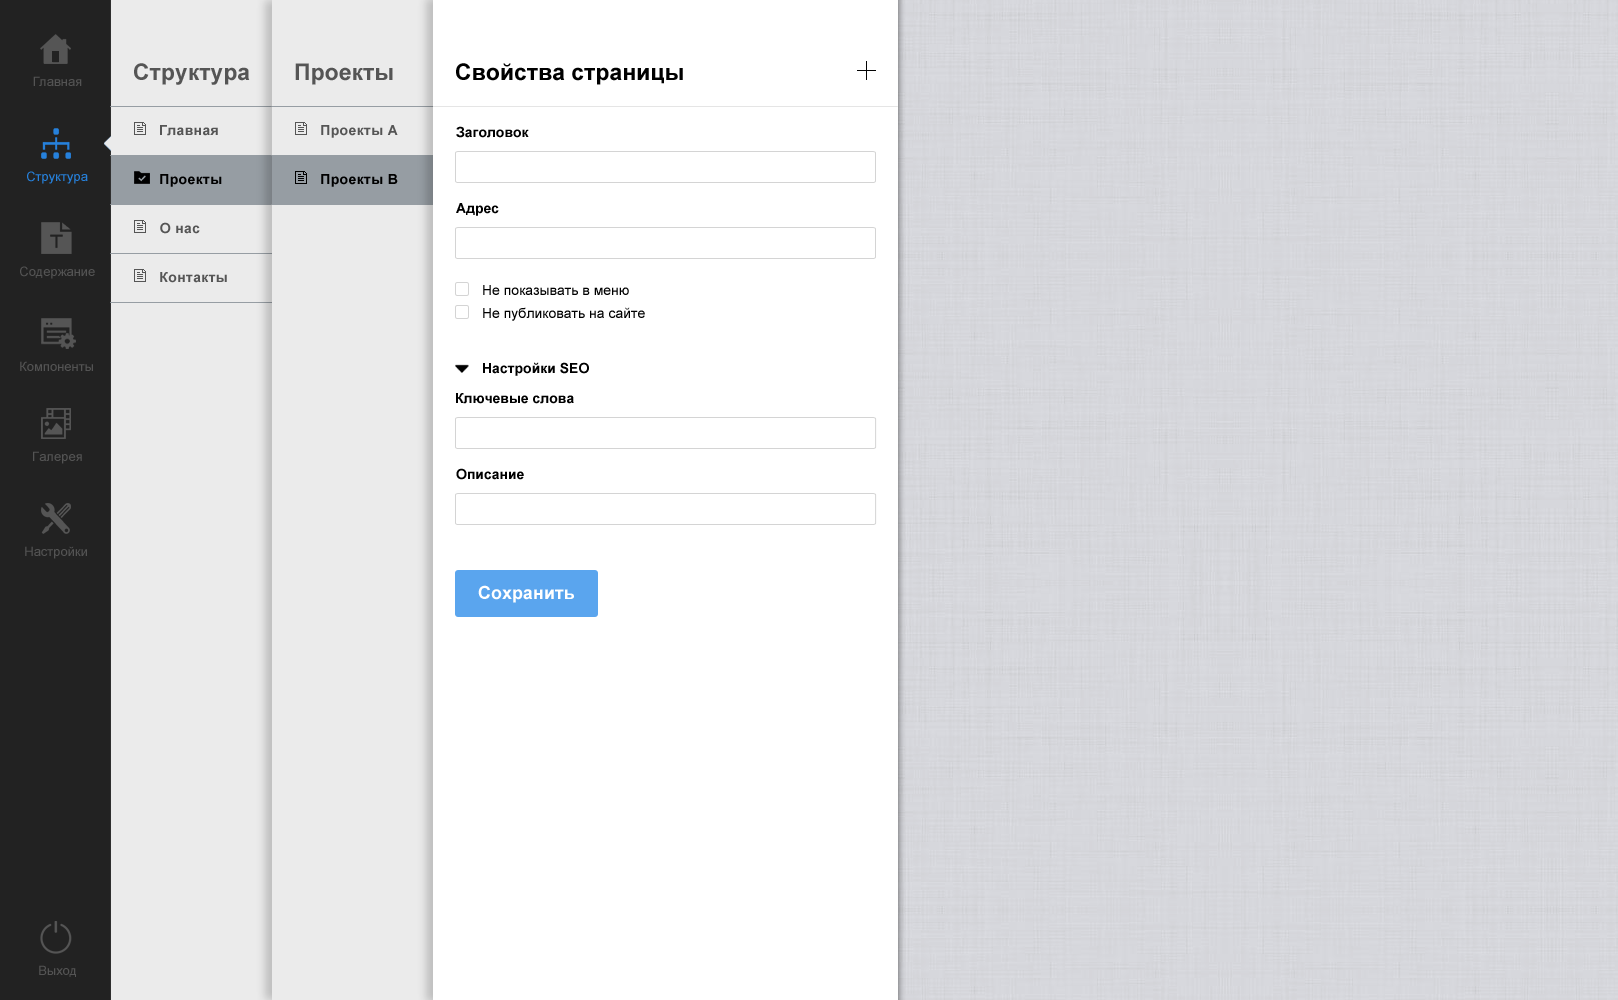 Главная
Структура
Содержание
Компоненты
Галерея
Настройки
Выход
Структура
Главная
Проекты
О нас
Контакты
Проекты
Проекты A
Проекты B
Свойства страницы
Заголовок
Адрес
Не показывать в меню
Не публиковать на сайте
Настройки SEO
Ключевые слова
Описание
Сохранить